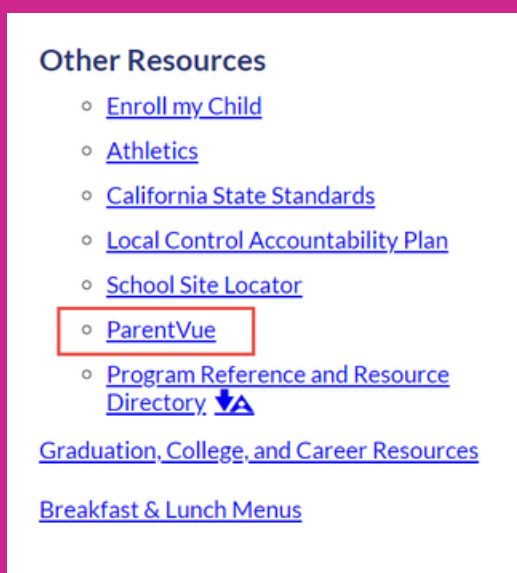 Other Resources
Enroll my Child
Athletics
California State Standards
Local Control Accountability Plan
School Site Locator
ParentVue
Program Reference and Resource
Directory
Graduation, College, and Career Resources
Breakfast & Lunch Menus